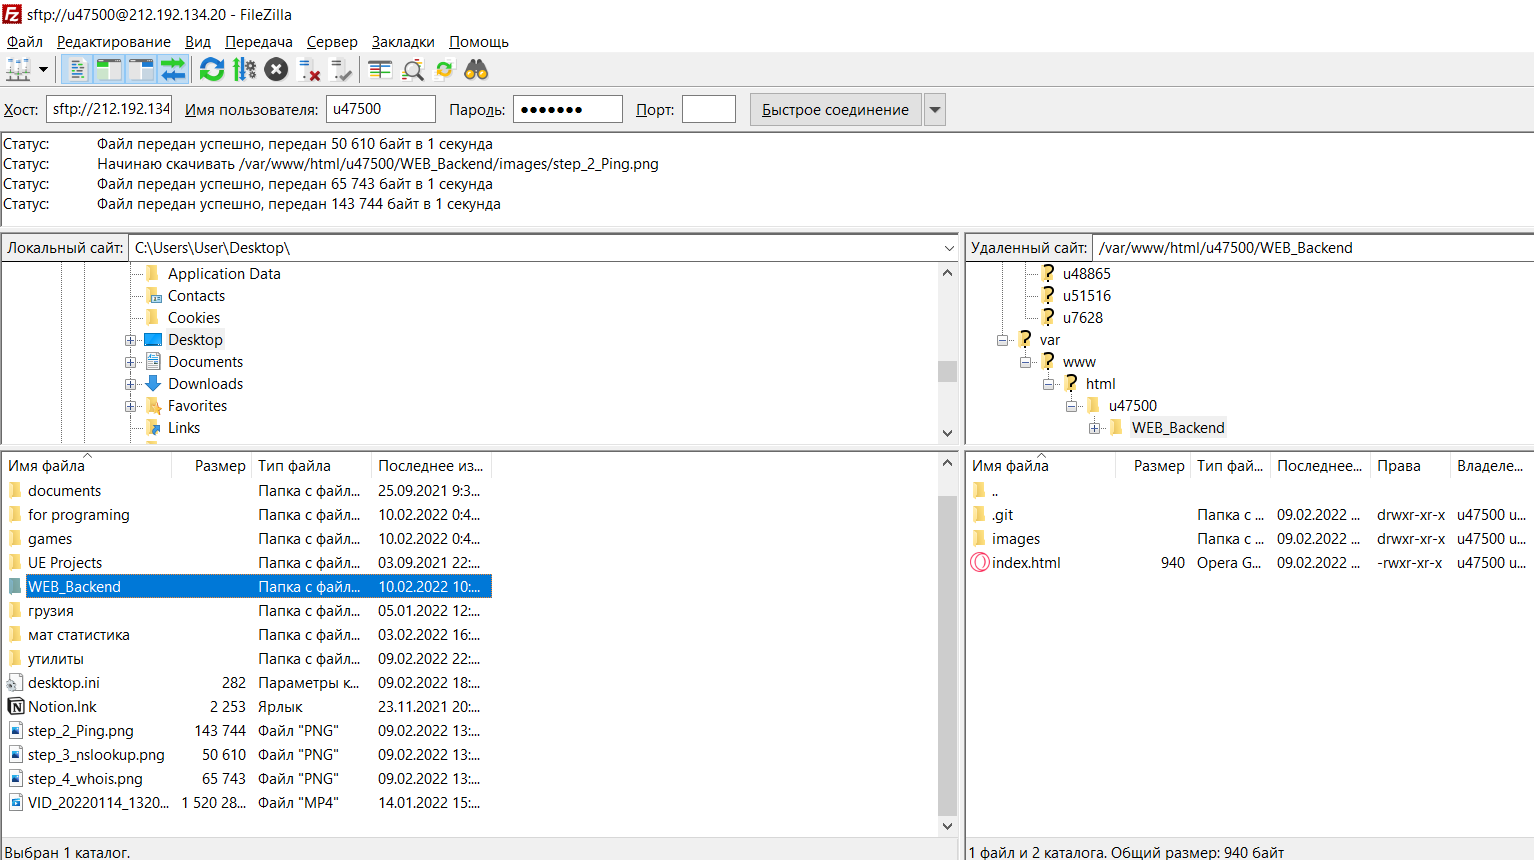 sftp://u47500@212.192.134.20 - FileZilla
Файл Редактирование Вид Передача Сервер Закладки Помощь
Хост: sftp://212.192.134 Имя пользователя: u47500 Пароль: ●●●●●●● Порт: Быстрое соединение
Статус: Файл передан успешно, передан 50 610 байт в 1 секунда
Статус: Начинаю скачивать /var/www/html/u47500/WEB_Backend/images/step_2_Ping.png
Статус: Файл передан успешно, передан 65 743 байт в 1 секунда
Статус: Файл передан успешно, передан 143 744 байт в 1 секунда
Локальный сайт: C:\Users\User\Desktop\
Application Data
Contacts
Cookies
Desktop
Documents
Downloads
Favorites
Links
Имя файла Размер Тип файла Последнее из...
documents Папка с файл... 25.09.2021 9:3...
for programing Папка с файл... 10.02.2022 0:4...
games Папка с файл... 10.02.2022 0:4...
UE Projects Папка с файл... 03.09.2021 22:...
WEB_Backend Папка с файл... 10.02.2022 10:...
грузия Папка с файл... 05.01.2022 12:...
мат статистика Папка с файл... 03.02.2022 16:...
утилиты Папка с файл... 09.02.2022 22:...
desktop.ini 282 Параметры к... 09.02.2022 18:...
Notion.lnk 2 253 Ярлык 23.11.2021 20:...
step_2_Ping.png 143 744 Файл "PNG" 09.02.2022 13:...
step_3_nslookup.png 50 610 Файл "PNG" 09.02.2022 13:...
step_4_whois.png 65 743 Файл "PNG" 09.02.2022 13:...
VID_20220114_1320... 1 520 28... Файл "MP4" 14.01.2022 15:...
Выбран 1 каталог.
Удаленный сайт: /var/www/html/u47500/WEB_Backend
u48865
u51516
u7628
var
www
html
u47500
WEB_Backend
Имя файла Размер Тип фай... Последнее... Права Владеле...
..
.git Папка с ... 09.02.2022 ... drwxr-xr-x u47500 u...
images Папка с ... 09.02.2022 ... drwxr-xr-x u47500 u...
index.html 940 Opera G... 09.02.2022 ... -rwxr-xr-x u47500 u...
1 файл и 2 каталога. Общий размер: 940 байт